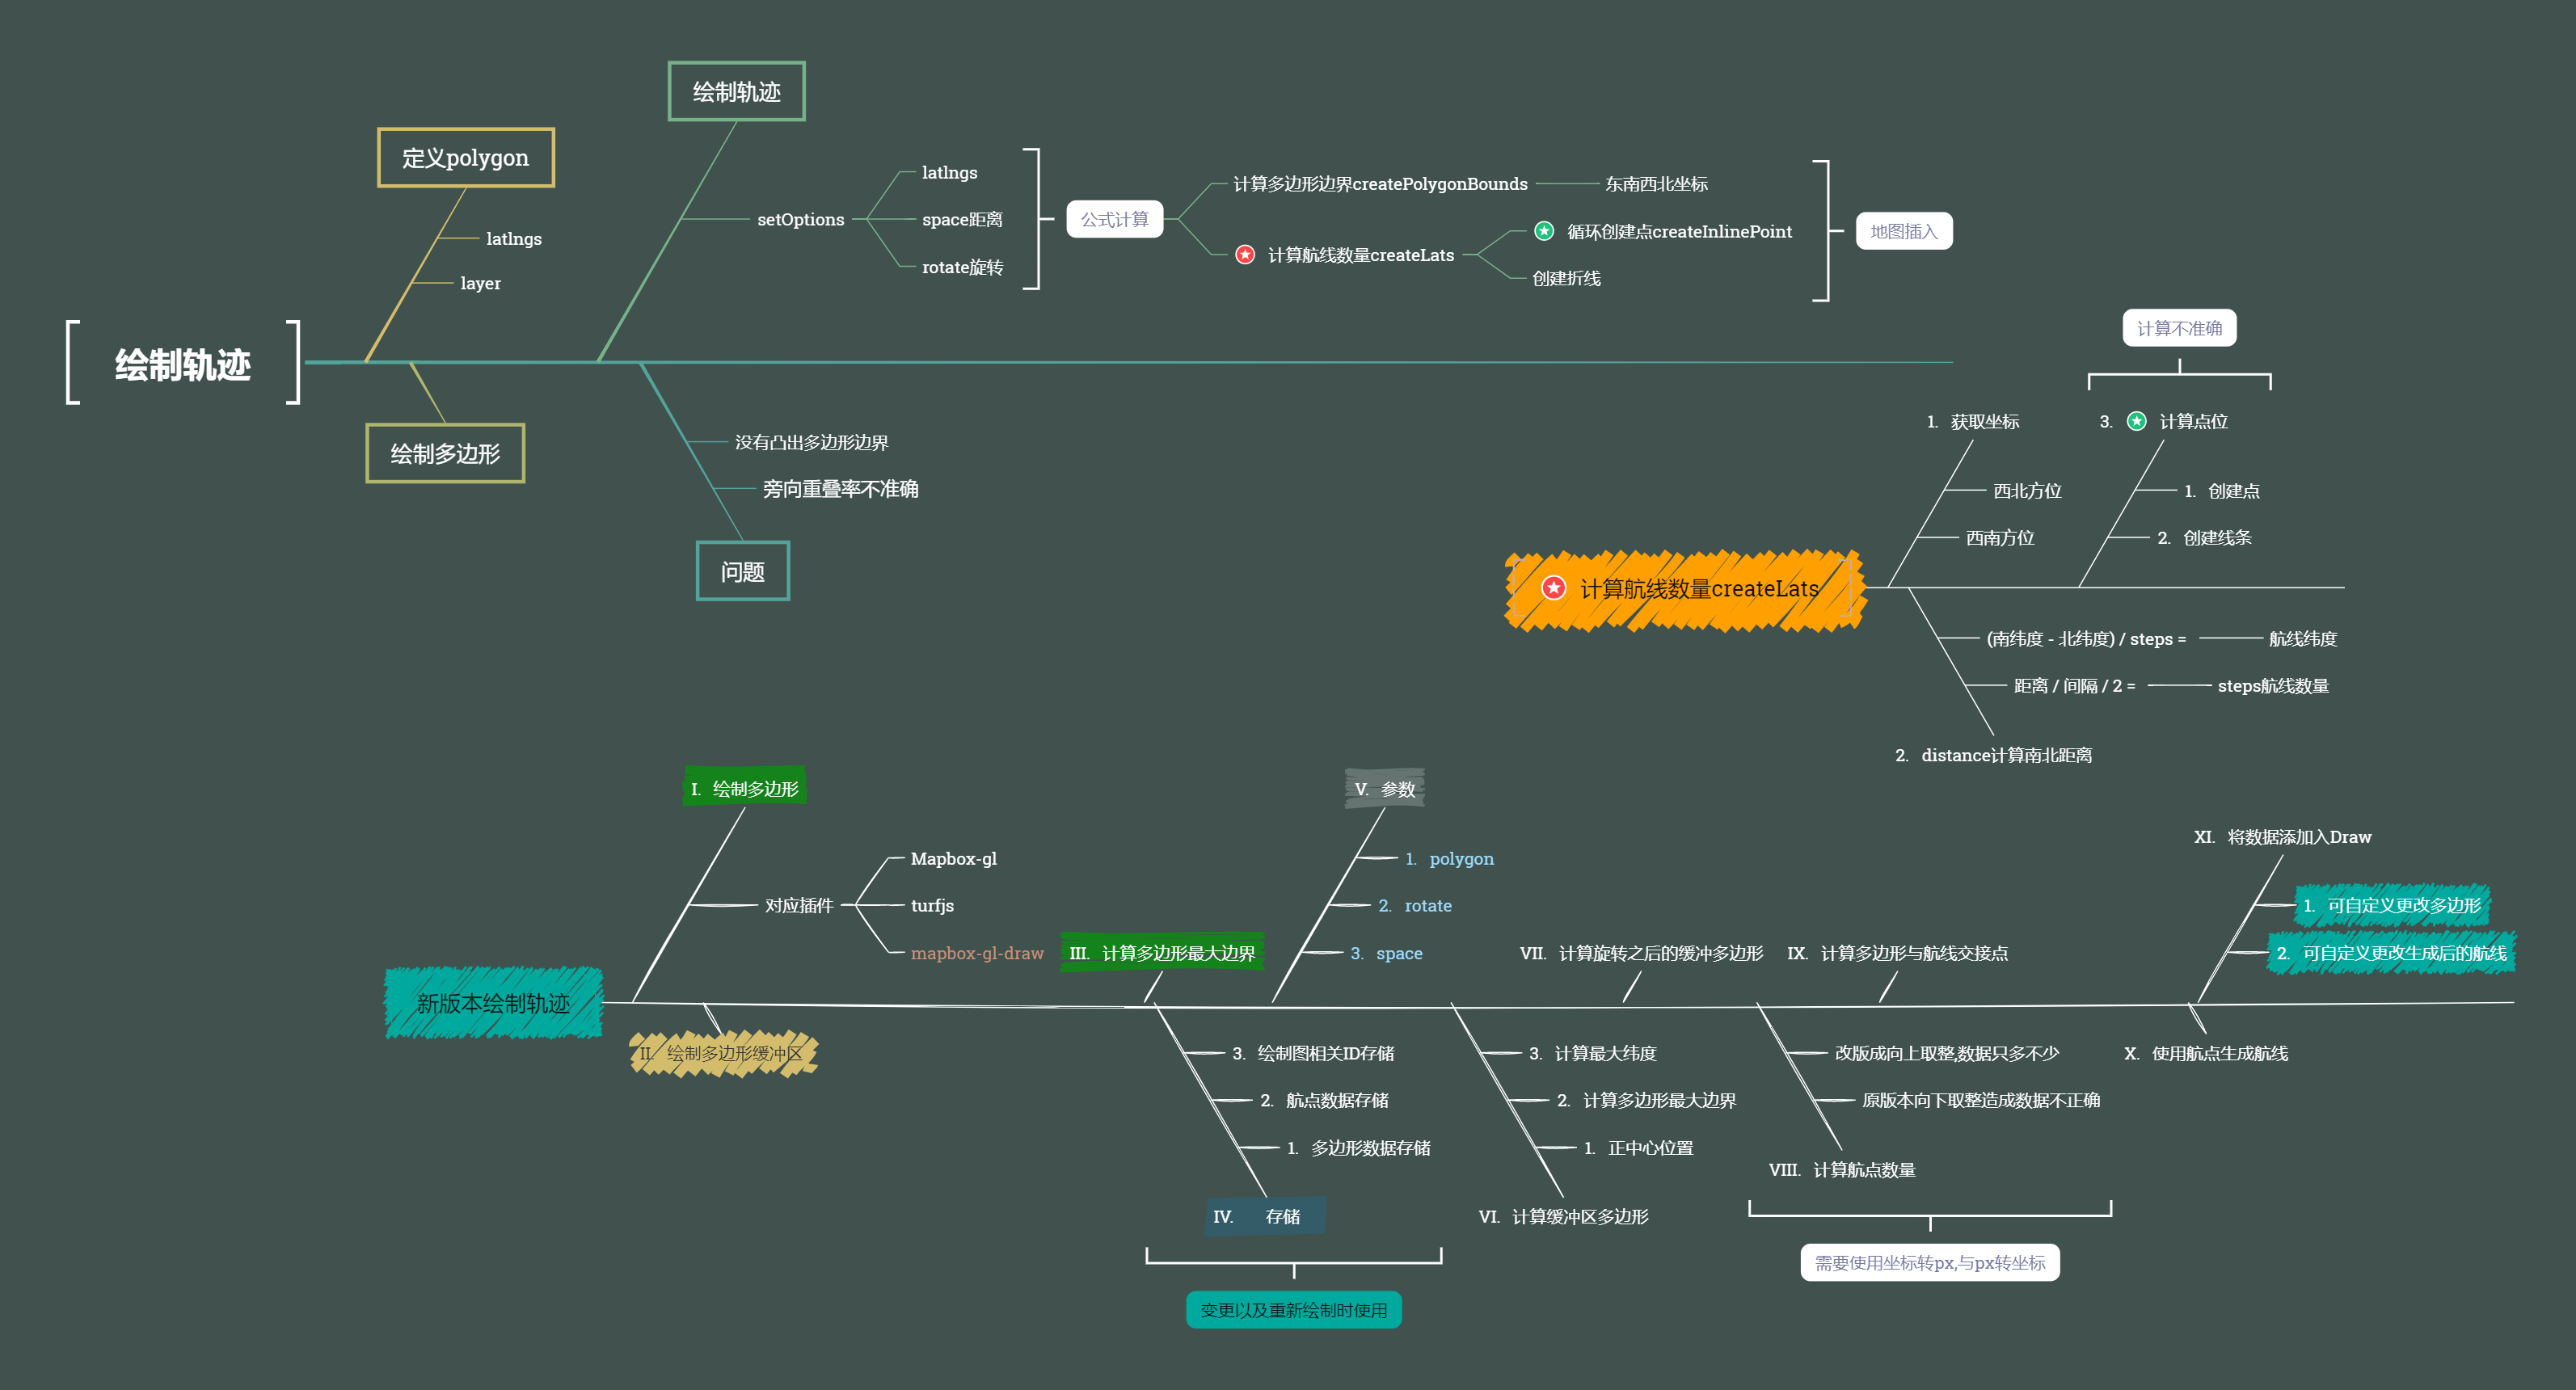 绘制轨迹
定义polygon
latlngs
layer
绘制多边形
绘制轨迹
setOptions
latlngs
space距离
rotate旋转
公式计算
计算多边形边界createPolygonBounds
东南西北坐标
计算航线数量createLats
循环创建点createInlinePoint
创建折线
地图插入
没有凸出多边形边界
旁向重叠率不准确
问题
计算航线数量createLats
1. 获取坐标
西北方位
西南方位
计算不准确
3. 计算点位
1. 创建点
2. 创建线条
(南纬度 - 北纬度) / steps =
航线纬度
距离 / 间隔 / 2 =
steps航线数量
2. distance计算南北距离
新版本绘制轨迹
I. 绘制多边形
对应插件
Mapbox-gl
turfjs
mapbox-gl-draw
II. 绘制多边形缓冲区
III. 计算多边形最大边界
3. 绘制图相关ID存储
2. 航点数据存储
1. 多边形数据存储
IV. 存储
变更以及重新绘制时使用
V. 参数
1. polygon
2. rotate
3. space
3. 计算最大纬度
2. 计算多边形最大边界
1. 正中心位置
VI. 计算缓冲区多边形
VII. 计算旋转之后的缓冲多边形
改版成向上取整,数据只多不少
原版本向下取整造成数据不正确
VIII. 计算航点数量
需要使用坐标转px,与px转坐标
IX. 计算多边形与航线交接点
X. 使用航点生成航线
XI. 将数据添加入Draw
1. 可自定义更改多边形
2. 可自定义更改生成后的航线